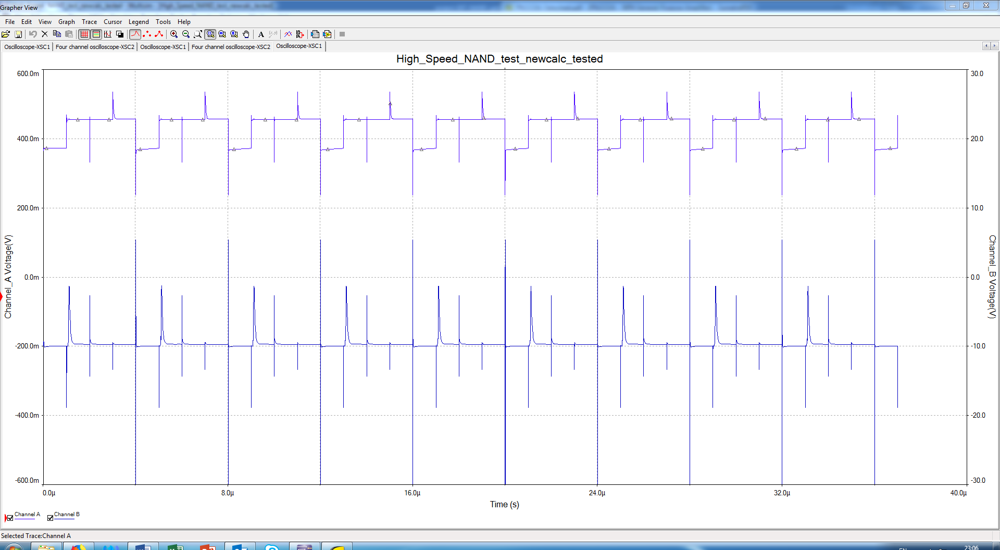 Grapher View
File Edit View Graph Trace Cursor Legend Tools Help
A
Oscilloscope-XSC1 Four channel oscilloscope-XSC2 Oscilloscope-XSC1 Four channel oscilloscope-XSC2 Oscilloscope-XSC1
High_Speed_NAND_test_newcalc_tested
600.0m 30.0
400.0m 20.0
200.0m 10.0
Channel_A Voltage(V)
Channel_B Voltage(V)
0.0m 0.0
-200.0m -10.0
-400.0m -20.0
-600.0m -30.0
0.0µ 8.0µ 16.0µ 24.0µ 32.0µ 40.0µ
Time (s)
Channel A Channel B
Selected Trace:Channel A
EN 23:06